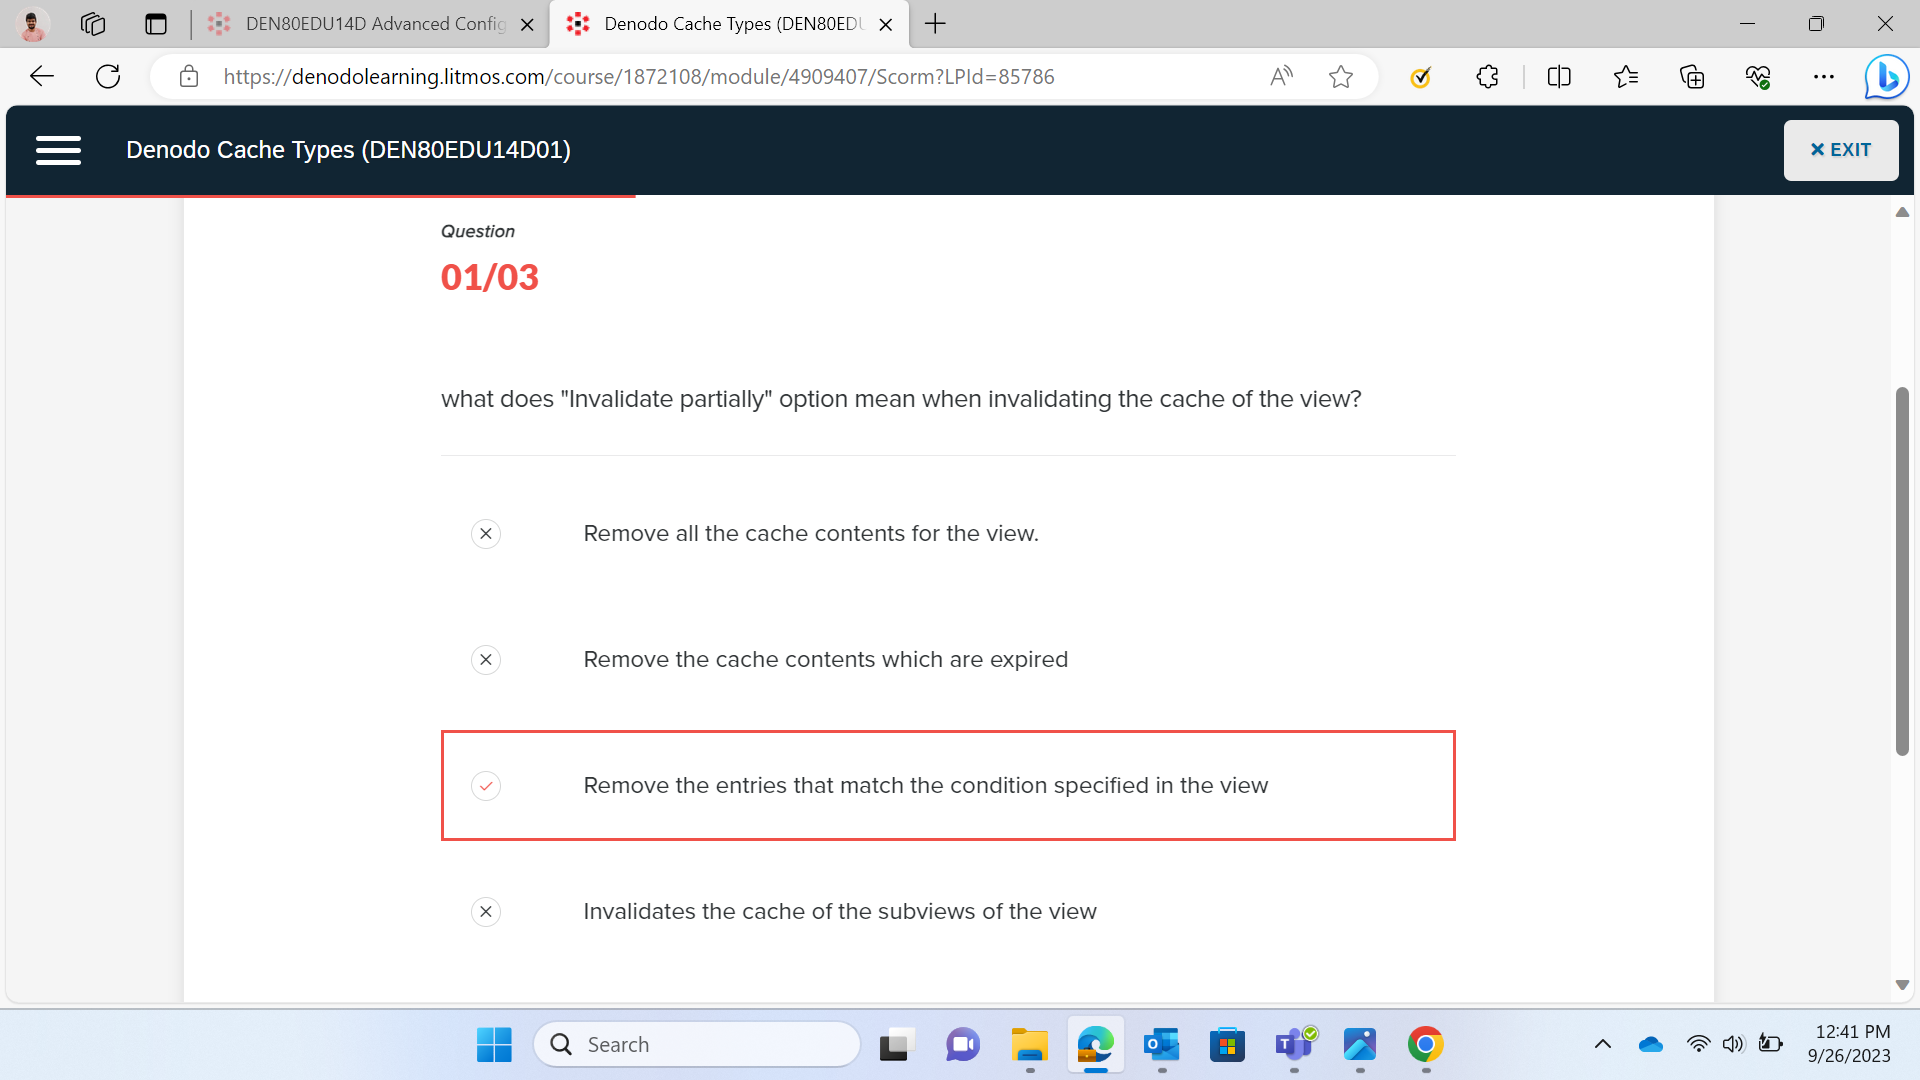 DEN80EDU14D Advanced Config
Denodo Cache Types (DEN80EDU
https://denodolearning.litmos.com/course/1872108/module/4909407/Scorm?LPId=85786
Denodo Cache Types (DEN80EDU14D01)
× EXIT
Question
01/03
what does "Invalidate partially" option mean when invalidating the cache of the view?
Remove all the cache contents for the view.
Remove the cache contents which are expired
Remove the entries that match the condition specified in the view
Invalidates the cache of the subviews of the view
Search
12:41 PM
9/26/2023